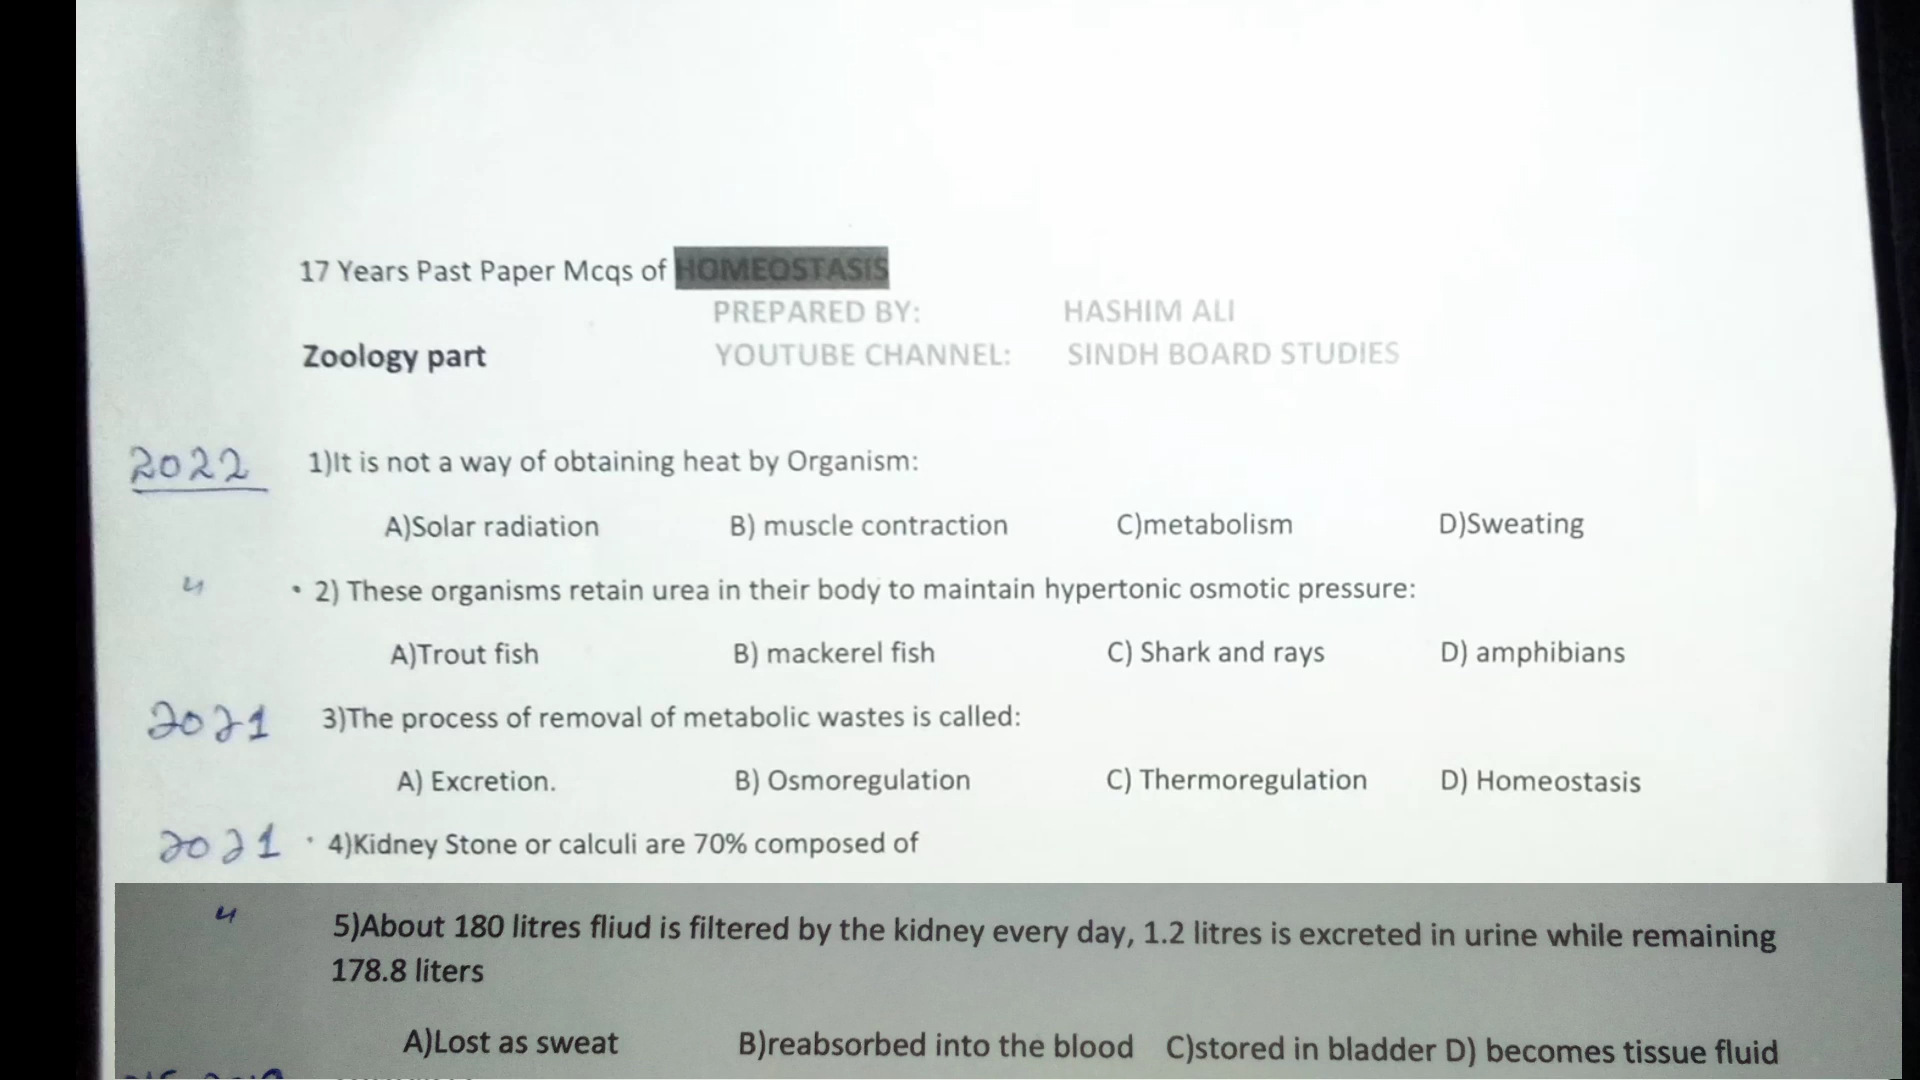 17 Years Past Paper Mcqs of HOMEOSTASIS
PREPARED BY: HASHIM ALI
Zoology part YOUTUBE CHANNEL: SINDH BOARD STUDIES
2022 1)It is not a way of obtaining heat by Organism:
A)Solar radiation B) muscle contraction C)metabolism D)Sweating
• 2) These organisms retain urea in their body to maintain hypertonic osmotic pressure:
A)Trout fish B) mackerel fish C) Shark and rays D) amphibians
2021 3)The process of removal of metabolic wastes is called:
A) Excretion. B) Osmoregulation C) Thermoregulation D) Homeostasis
2021 4)Kidney Stone or calculi are 70% composed of
5)About 180 litres fliud is filtered by the kidney every day, 1.2 litres is excreted in urine while remaining
178.8 liters
A)Lost as sweat B)reabsorbed into the blood C)stored in bladder D) becomes tissue fluid